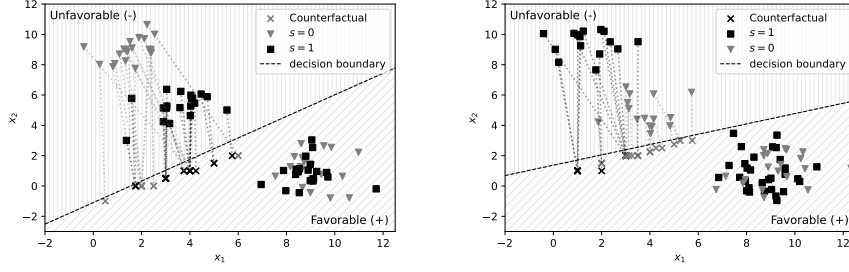 Unfavorable (-)
× Counterfactual
s = 0
s = 1
decision boundary
Favorable (+)
12
10
8
6
4
2
0
−2
x₂
−2 0 2 4 6 8 10 12
x₁
Unfavorable (-)
× Counterfactual
s = 1
s = 0
decision boundary
Favorable (+)
12
10
8
6
4
2
0
−2
x₂
−2 0 2 4 6 8 10 12
x₁